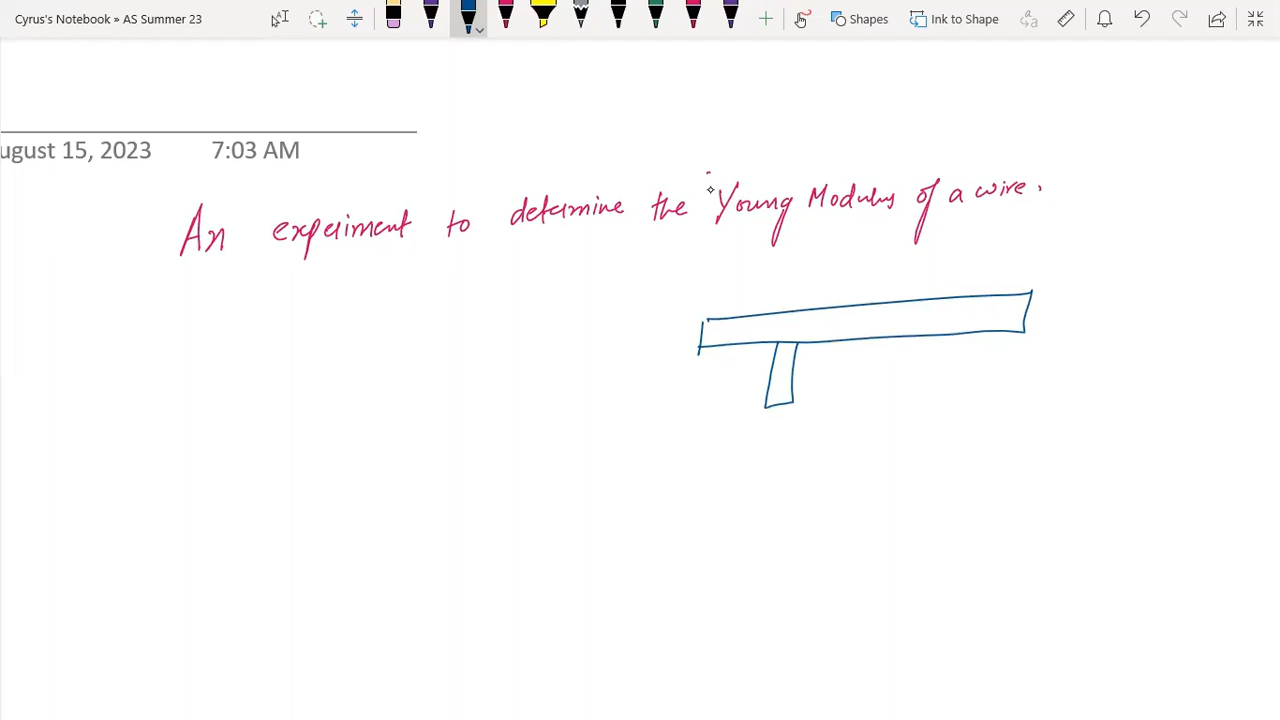 Cyrus's Notebook » AS Summer 23
Shapes
Ink to Shape
ugust 15, 2023 7:03 AM
An experiment to determine the Young Modulus of a wire.